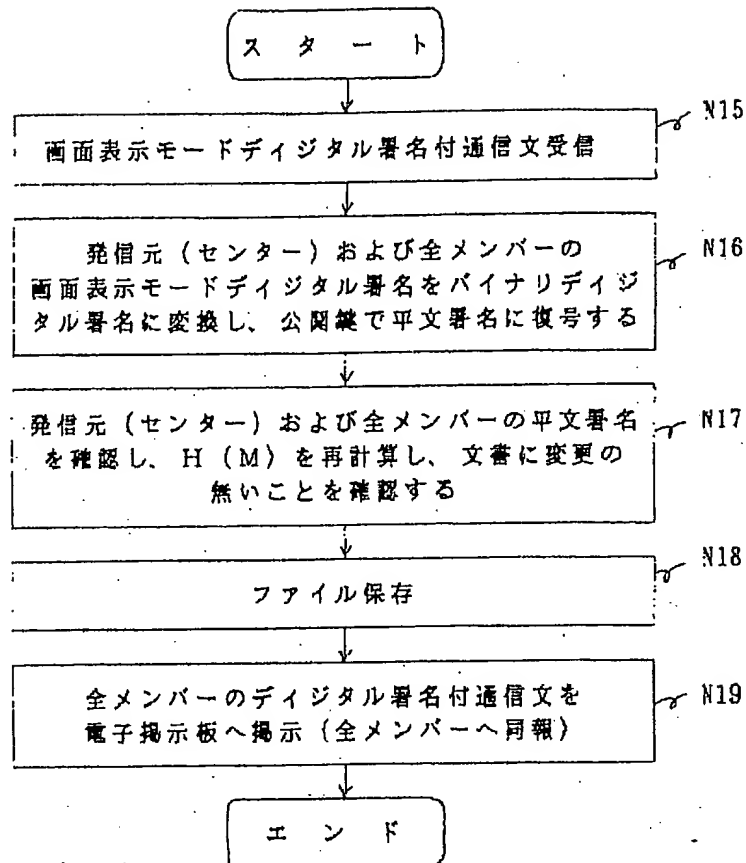 スタート
N15
画面表示モードディジタル署名付通信文受信
N16
発信元(センター)および全メンバーの
画面表示モードディジタル署名をバイナリディジ
タル署名に変換し、公開鍵で平文署名に復号する
N17
発信元(センター)および全メンバーの平文署名
を確認し、H(M)を再計算し、文書に変更の
無いことを確認する
N18
ファイル保存
N19
全メンバーのディジタル署名付通信文を
電子掲示板へ掲示(全メンバーへ同報)
エンド